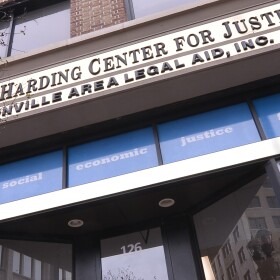 HARDING CENTER FOR JUST
NVILLE AREA LEGAL AID, INC.
social economic justice
126